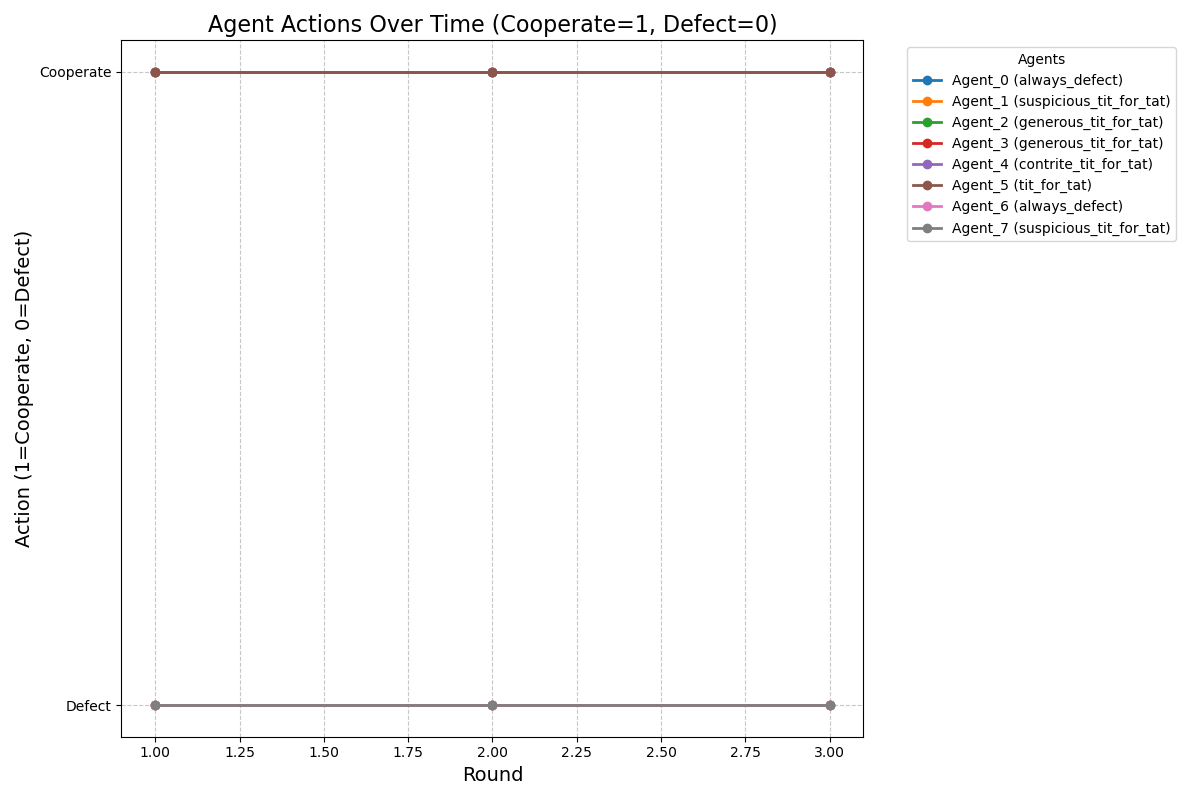 Agent Actions Over Time (Cooperate=1, Defect=0)
Agents
Agent_0 (always_defect)
Agent_1 (suspicious_tit_for_tat)
Agent_2 (generous_tit_for_tat)
Agent_3 (generous_tit_for_tat)
Agent_4 (contrite_tit_for_tat)
Agent_5 (tit_for_tat)
Agent_6 (always_defect)
Agent_7 (suspicious_tit_for_tat)
Action (1=Cooperate, 0=Defect)
Cooperate
Defect
1.00 1.25 1.50 1.75 2.00 2.25 2.50 2.75 3.00
Round